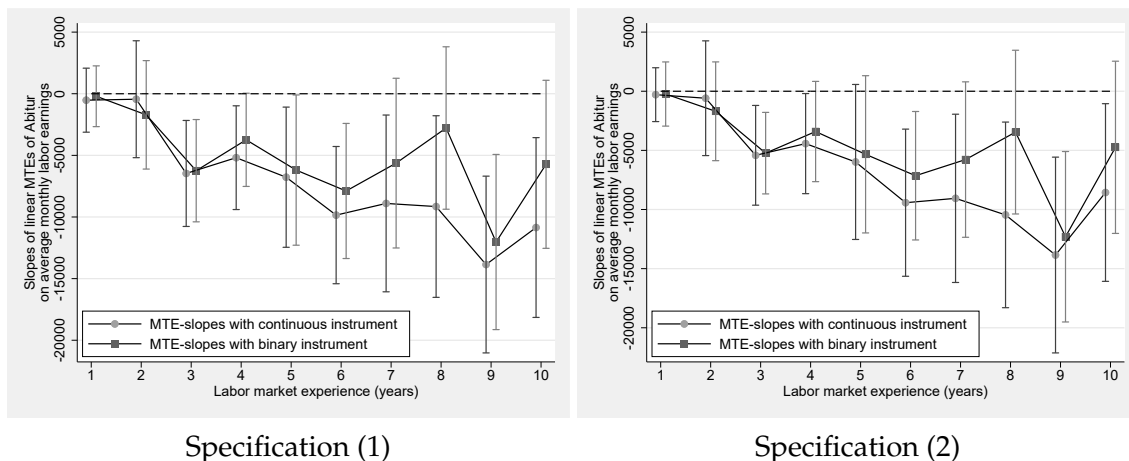 Slopes of linear MTEs of Abitur
on average monthly labor earnings
5000
0
-5000
-10000
-15000
-20000
MTE-slopes with continuous instrument
MTE-slopes with binary instrument
1 2 3 4 5 6 7 8 9 10
Labor market experience (years)
Specification (1)
Slopes of linear MTEs of Abitur
on average monthly labor earnings
5000
0
-5000
-10000
-15000
-20000
MTE-slopes with continuous instrument
MTE-slopes with binary instrument
1 2 3 4 5 6 7 8 9 10
Labor market experience (years)
Specification (2)